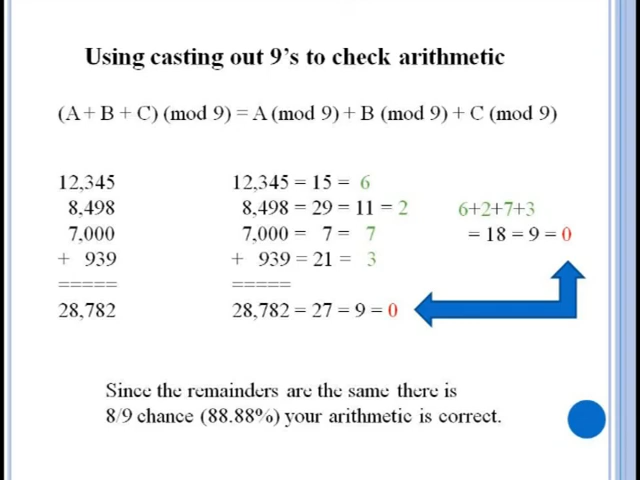 Using casting out 9's to check arithmetic
(A + B + C) (mod 9) = A (mod 9) + B (mod 9) + C (mod 9)
12,345
8,498
7,000
+ 939
=====
28,782
12,345 = 15 = 6
8,498 = 29 = 11 = 2
7,000 = 7 = 7
+ 939 = 21 = 3
=====
28,782 = 27 = 9 = 0
6+2+7+3
= 18 = 9 = 0
Since the remainders are the same there is
8/9 chance (88.88%) your arithmetic is correct.